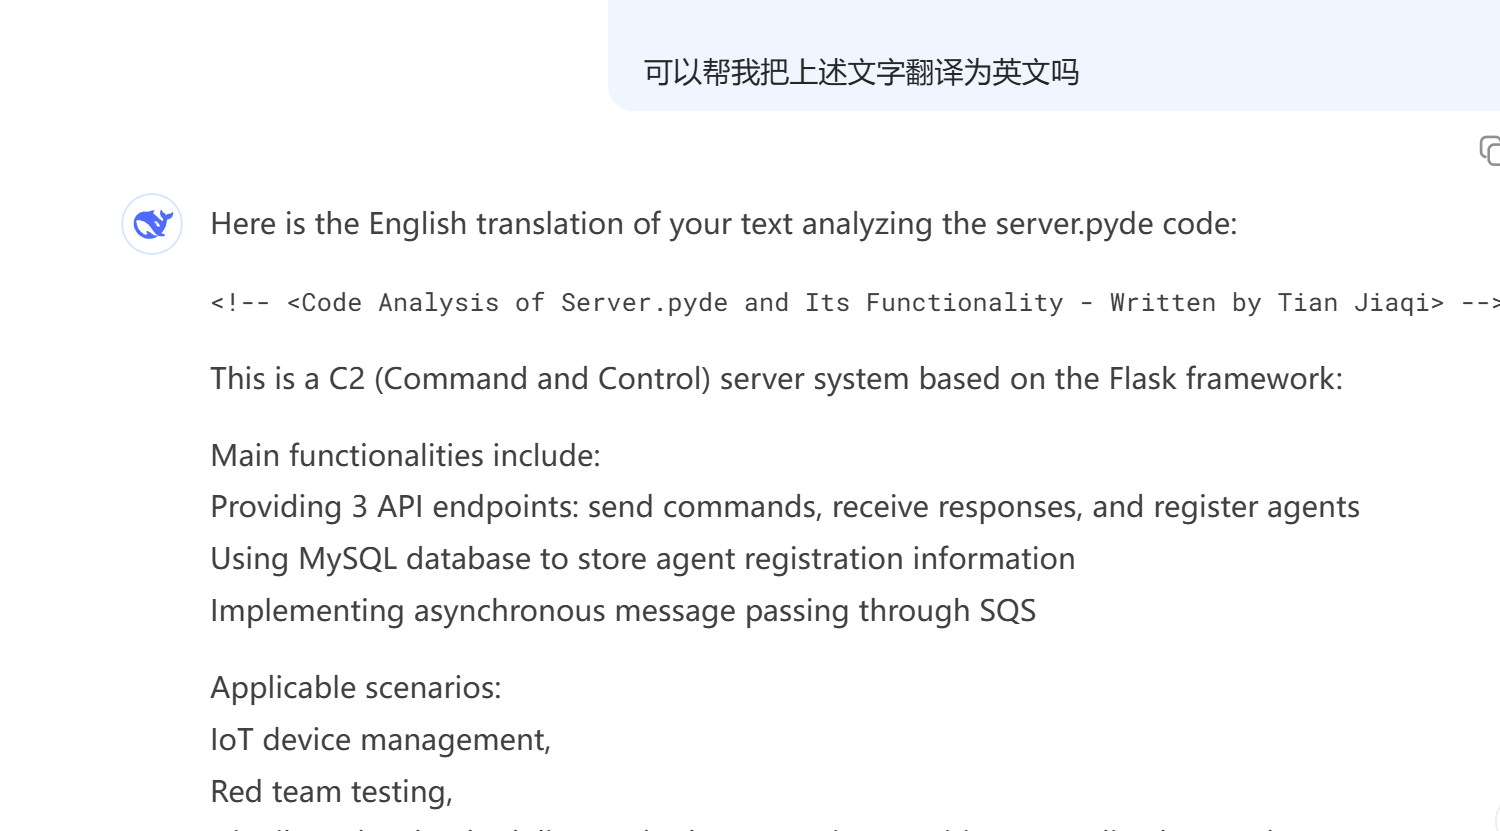 可以帮我把上述文字翻译为英文吗
Here is the English translation of your text analyzing the server.pyde code:
<!-- <Code Analysis of Server.pyde and Its Functionality - Written by Tian Jiaqi> -->
This is a C2 (Command and Control) server system based on the Flask framework:
Main functionalities include:
Providing 3 API endpoints: send commands, receive responses, and register agents
Using MySQL database to store agent registration information
Implementing asynchronous message passing through SQS
Applicable scenarios:
IoT device management,
Red team testing,